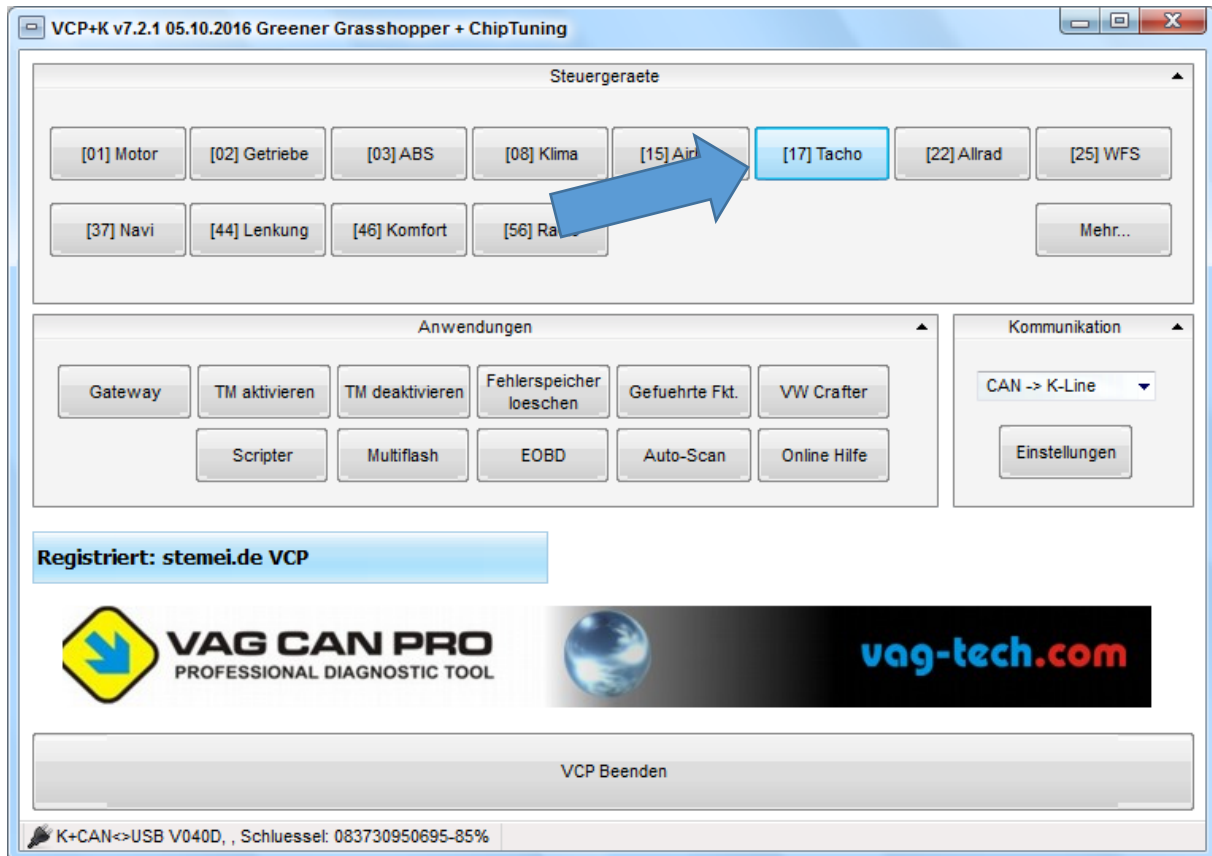 VCP+K v7.2.1 05.10.2016 Greener Grasshopper + ChipTuning
Steuergeraete
[01] Motor [02] Getriebe [03] ABS [08] Klima [15] [17] Tacho [22] Allrad [25] WFS
[37] Navi [44] Lenkung [46] Komfort [56] Mehr...
Anwendungen
Kommunikation
Gateway TM aktivieren TM deaktivieren Fehlerspeicher loeschen Gefuehrte Fkt. VW Crafter
CAN -> K-Line
Scripter Multiflash EOBD Auto-Scan Online Hilfe
Einstellungen
Registriert: stemei.de VCP
VAG CAN PRO
PROFESSIONAL DIAGNOSTIC TOOL
vag-tech.com
VCP Beenden
K+CAN<>USB V040D, , Schluessel: 083730950695-85%